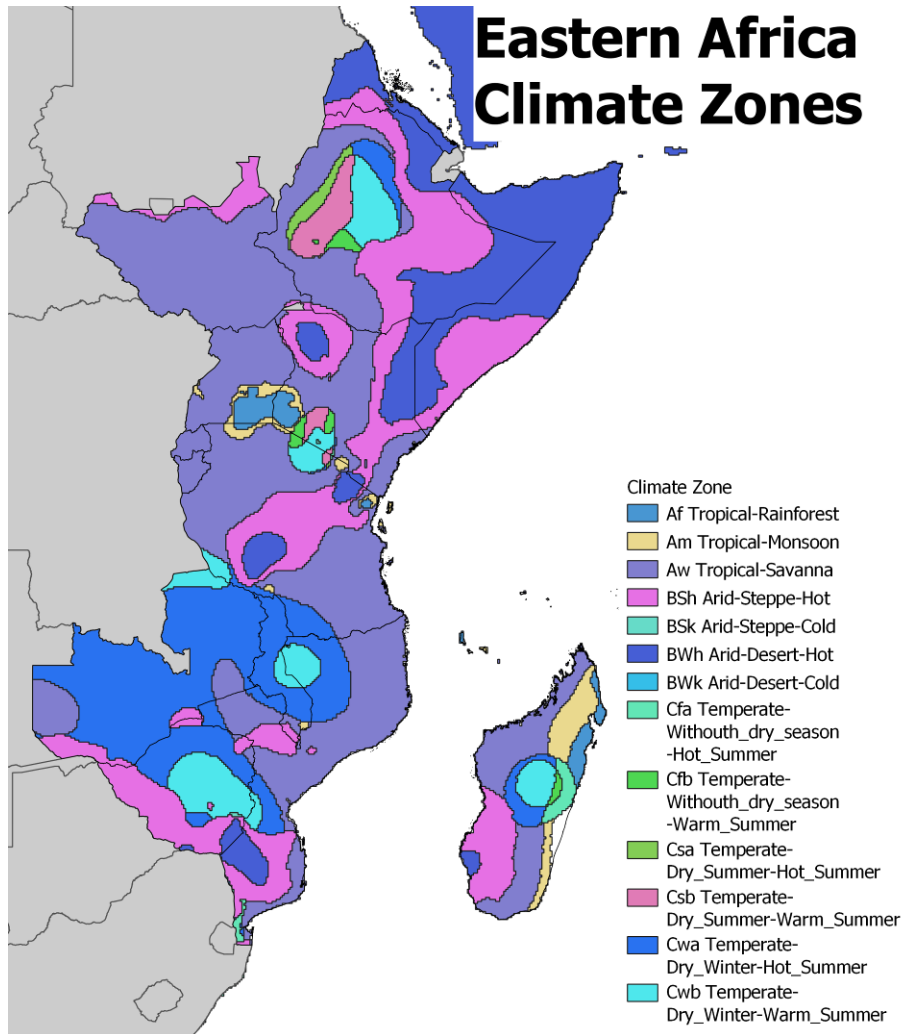 Eastern Africa
Climate Zones
Climate Zone
Af Tropical-Rainforest
Am Tropical-Monsoon
Aw Tropical-Savanna
BSh Arid-Steppe-Hot
BSk Arid-Steppe-Cold
BWh Arid-Desert-Hot
BWk Arid-Desert-Cold
Cfa Temperate-
Withouth_dry_season
-Hot_Summer
Cfb Temperate-
Withouth_dry_season
-Warm_Summer
Csa Temperate-
Dry_Summer-Hot_Summer
Csb Temperate-
Dry_Summer-Warm_Summer
Cwa Temperate-
Dry_Winter-Hot_Summer
Cwb Temperate-
Dry_Winter-Warm_Summer